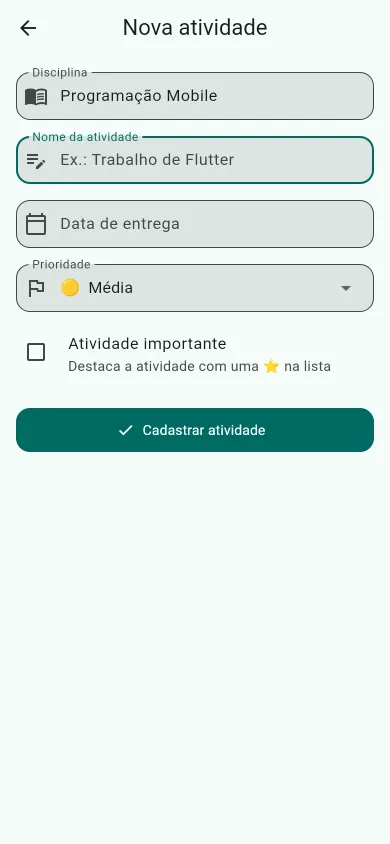 Nova atividade
Disciplina
Programação Mobile
Nome da atividade
Ex.: Trabalho de Flutter
Data de entrega
Prioridade
🟡 Média
Atividade importante
Destaca a atividade com uma ⭐ na lista
Cadastrar atividade